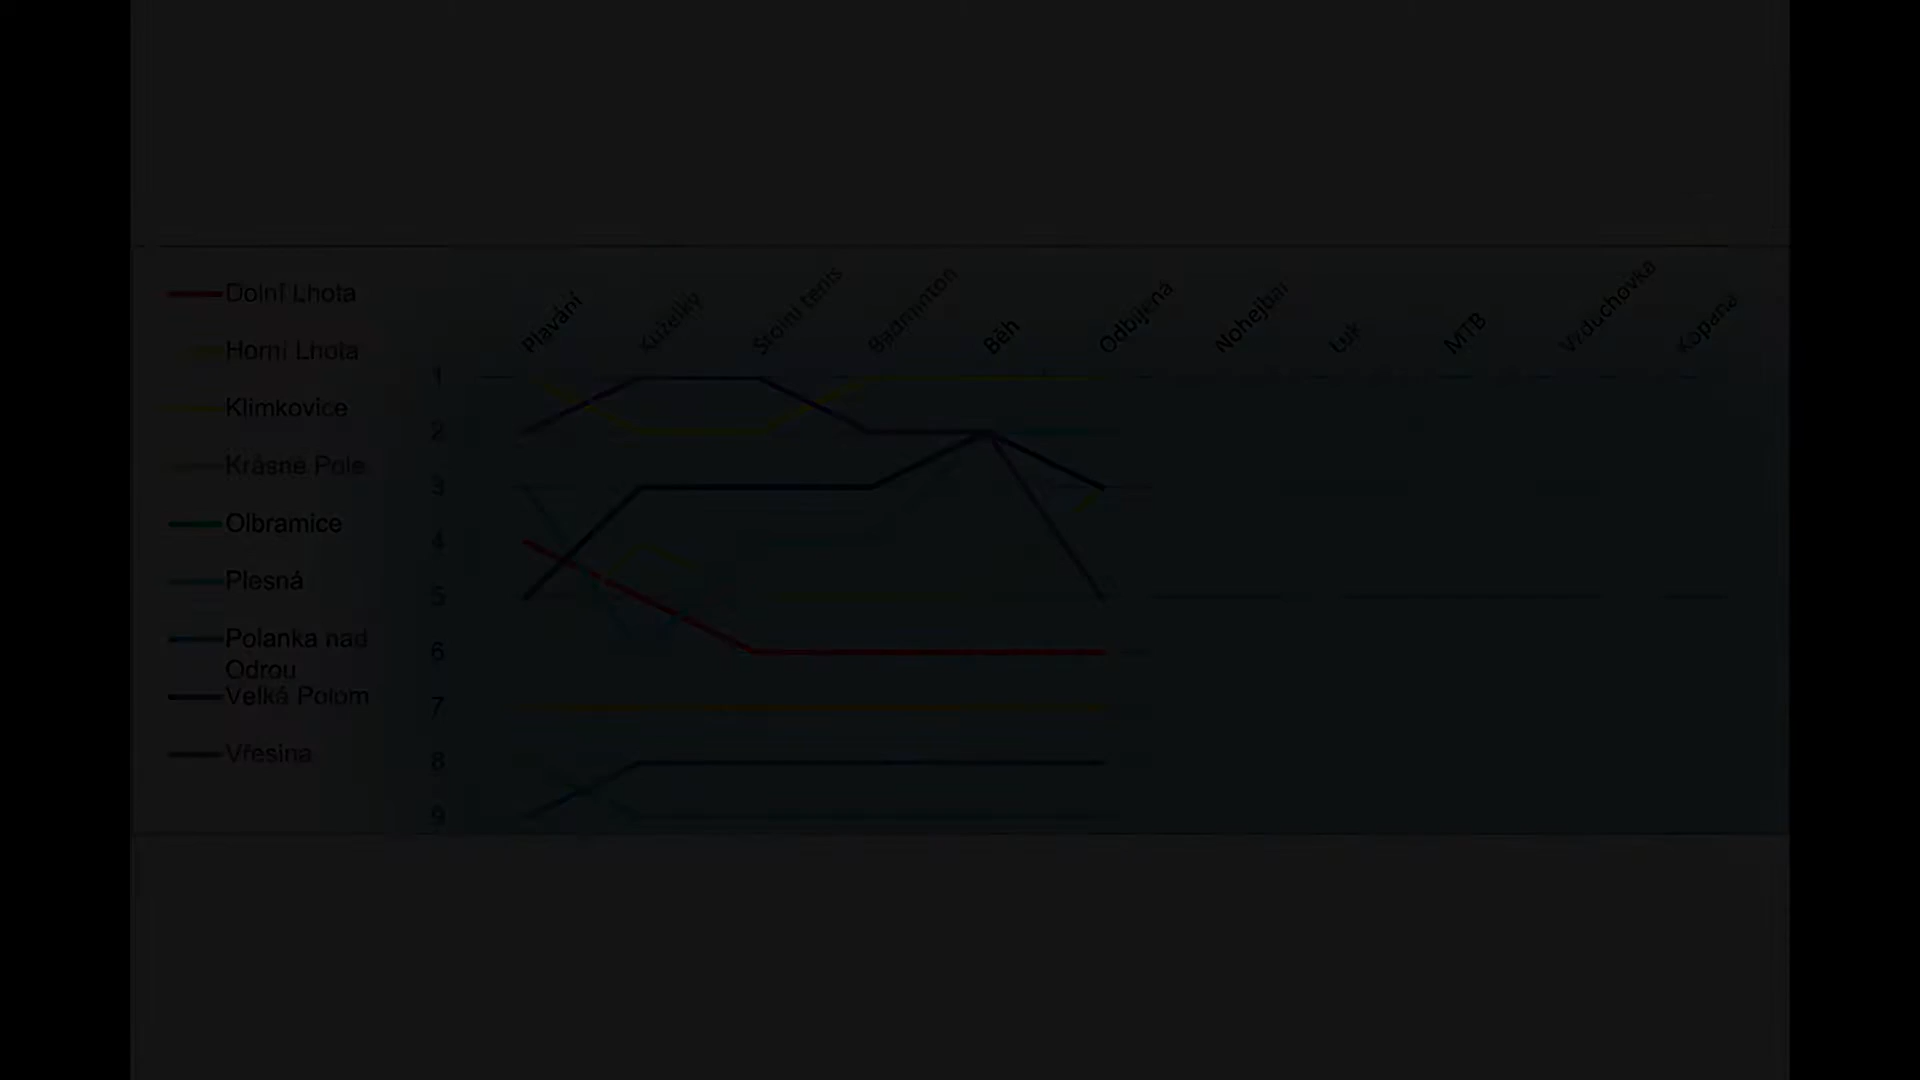 Dolní Lhota
Horní Lhota
Klimkovice
Krásné Pole
Olbramice
Plesná
Polanka nad
Odrou
Velká Polom
Vřesina
Plavání
Kuželky
Stolní tenis
Badminton
Běh
Odbíjená
Nohejbal
Luk
MTB
Vzduchovka
Kopaná
1
2
3
4
5
6
7
8
9